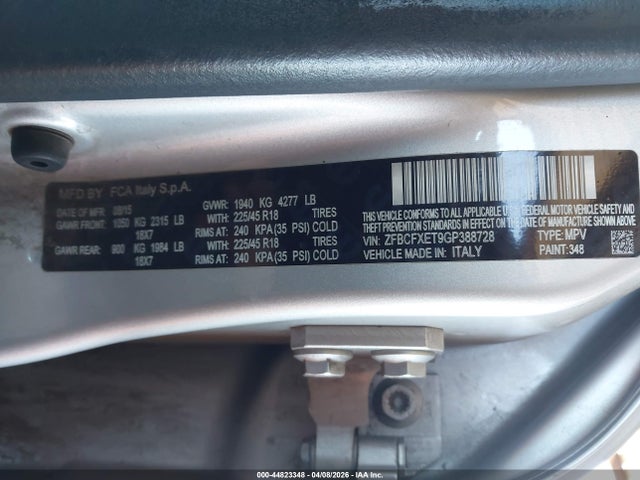 MFD BY FCA Italy S.p.A.
DATE OF MFR 08/15 GVWR: 1940 KG 4277 LB
GAWR FRONT: 1050 KG 2315 LB WITH: 225/45 R18 TIRES
18X7 RIMS AT: 240 KPA (35 PSI) COLD
GAWR REAR: 900 KG 1984 LB WITH: 225/45 R18 TIRES
18X7 RIMS AT: 240 KPA (35 PSI) COLD
THIS VEHICLE CONFORMS TO ALL APPLICABLE U.S.A. FEDERAL MOTOR VEHICLE SAFETY
AND THEFT PREVENTION STANDARDS IN EFFECT ON THE DATE OF MANUFACTURE SHOWN ABOVE
VIN: ZFBCFXET9GP388728 TYPE: MPV
VEHICLE MADE IN: ITALY PAINT: 348
000-44823348 04/08/2026 IAA Inc.